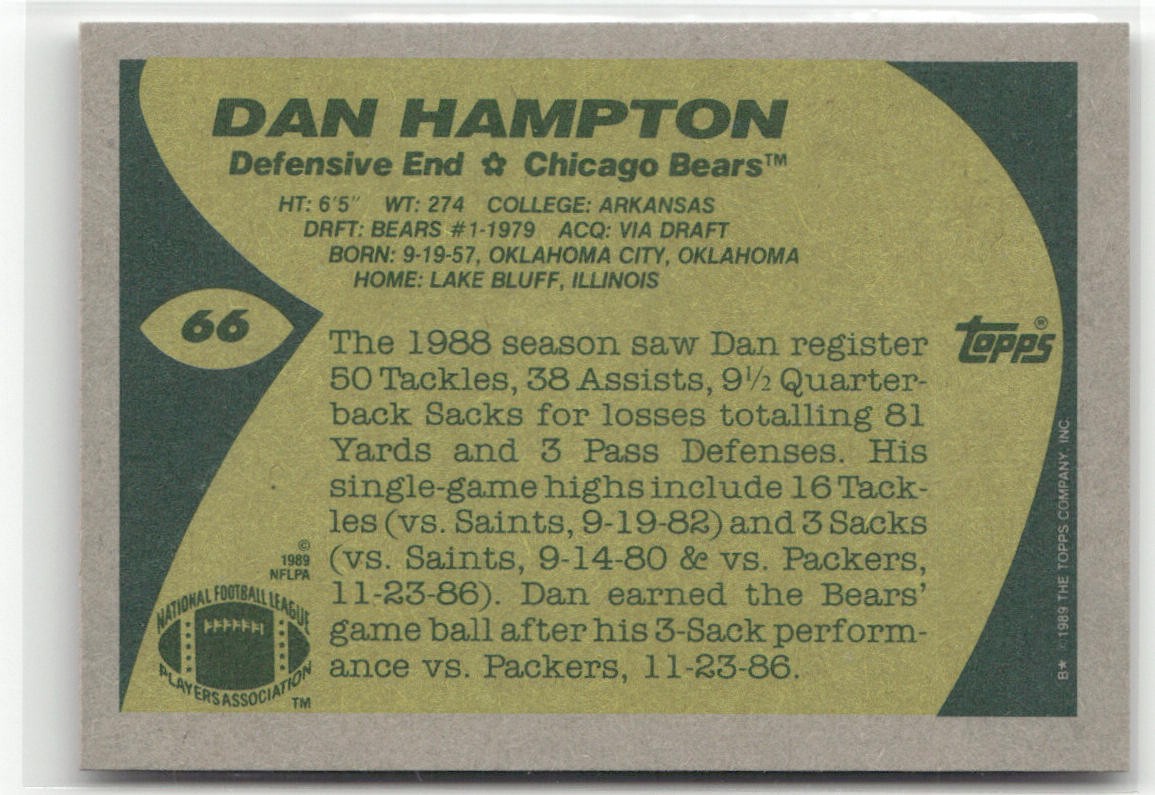 DAN HAMPTON
Defensive End ✿ Chicago Bears™
HT: 6'5" WT: 274 COLLEGE: ARKANSAS
DRFT: BEARS #1-1979 ACQ: VIA DRAFT
BORN: 9-19-57, OKLAHOMA CITY, OKLAHOMA
HOME: LAKE BLUFF, ILLINOIS
66
topps®
The 1988 season saw Dan register
50 Tackles, 38 Assists, 9½ Quarter-
back Sacks for losses totalling 81
Yards and 3 Pass Defenses. His
single-game highs include 16 Tack-
les (vs. Saints, 9-19-82) and 3 Sacks
(vs. Saints, 9-14-80 & vs. Packers,
11-23-86). Dan earned the Bears'
game ball after his 3-Sack perform-
ance vs. Packers, 11-23-86.
©
1989
NFLPA
NATIONAL FOOTBALL LEAGUE
PLAYERS ASSOCIATION
TM
B* © 1989 THE TOPPS COMPANY, INC.